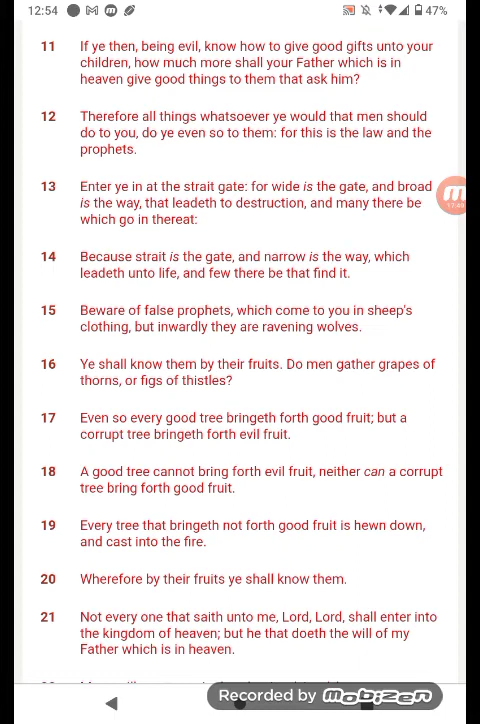 12:54
47%
11 If ye then, being evil, know how to give good gifts unto your
children, how much more shall your Father which is in
heaven give good things to them that ask him?
12 Therefore all things whatsoever ye would that men should
do to you, do ye even so to them: for this is the law and the
prophets.
13 Enter ye in at the strait gate: for wide is the gate, and broad
is the way, that leadeth to destruction, and many there be
which go in thereat:
14 Because strait is the gate, and narrow is the way, which
leadeth unto life, and few there be that find it.
15 Beware of false prophets, which come to you in sheep's
clothing, but inwardly they are ravening wolves.
16 Ye shall know them by their fruits. Do men gather grapes of
thorns, or figs of thistles?
17 Even so every good tree bringeth forth good fruit; but a
corrupt tree bringeth forth evil fruit.
18 A good tree cannot bring forth evil fruit, neither can a corrupt
tree bring forth good fruit.
19 Every tree that bringeth not forth good fruit is hewn down,
and cast into the fire.
20 Wherefore by their fruits ye shall know them.
21 Not every one that saith unto me, Lord, Lord, shall enter into
the kingdom of heaven; but he that doeth the will of my
Father which is in heaven.
Recorded by mobizen